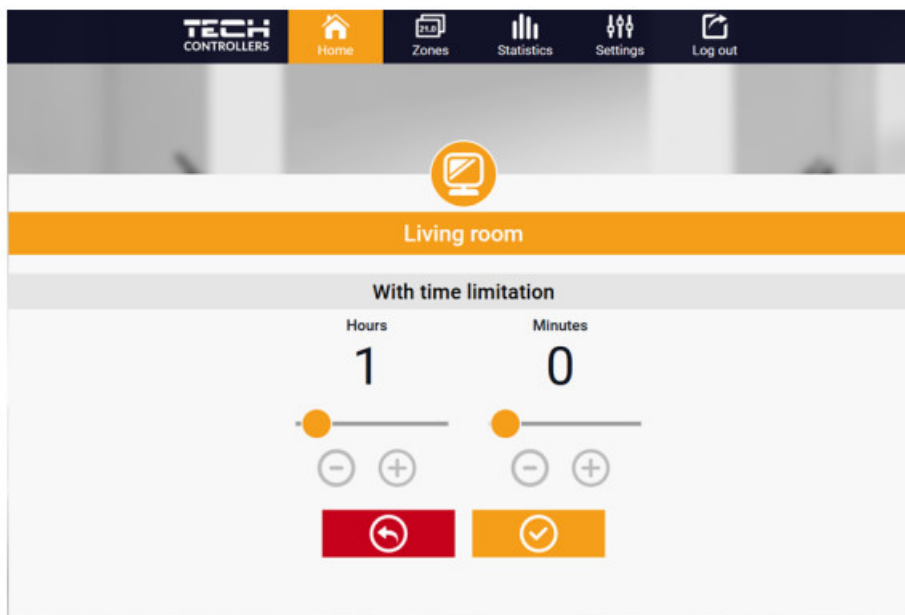 TECH
CONTROLLERS
Home
21.0
Zones
Statistics
Settings
Log out
Living room
With time limitation
Hours
Minutes
1
0